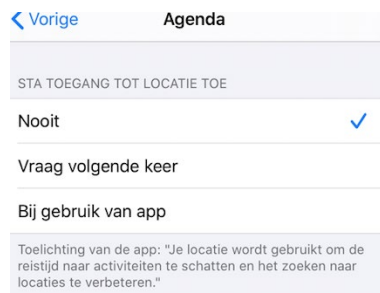 Vorige Agenda
STA TOEGANG TOT LOCATIE TOE
Nooit
Vraag volgende keer
Bij gebruik van app
Toelichting van de app: "Je locatie wordt gebruikt om de
reistijd naar activiteiten te schatten en het zoeken naar
locaties te verbeteren."